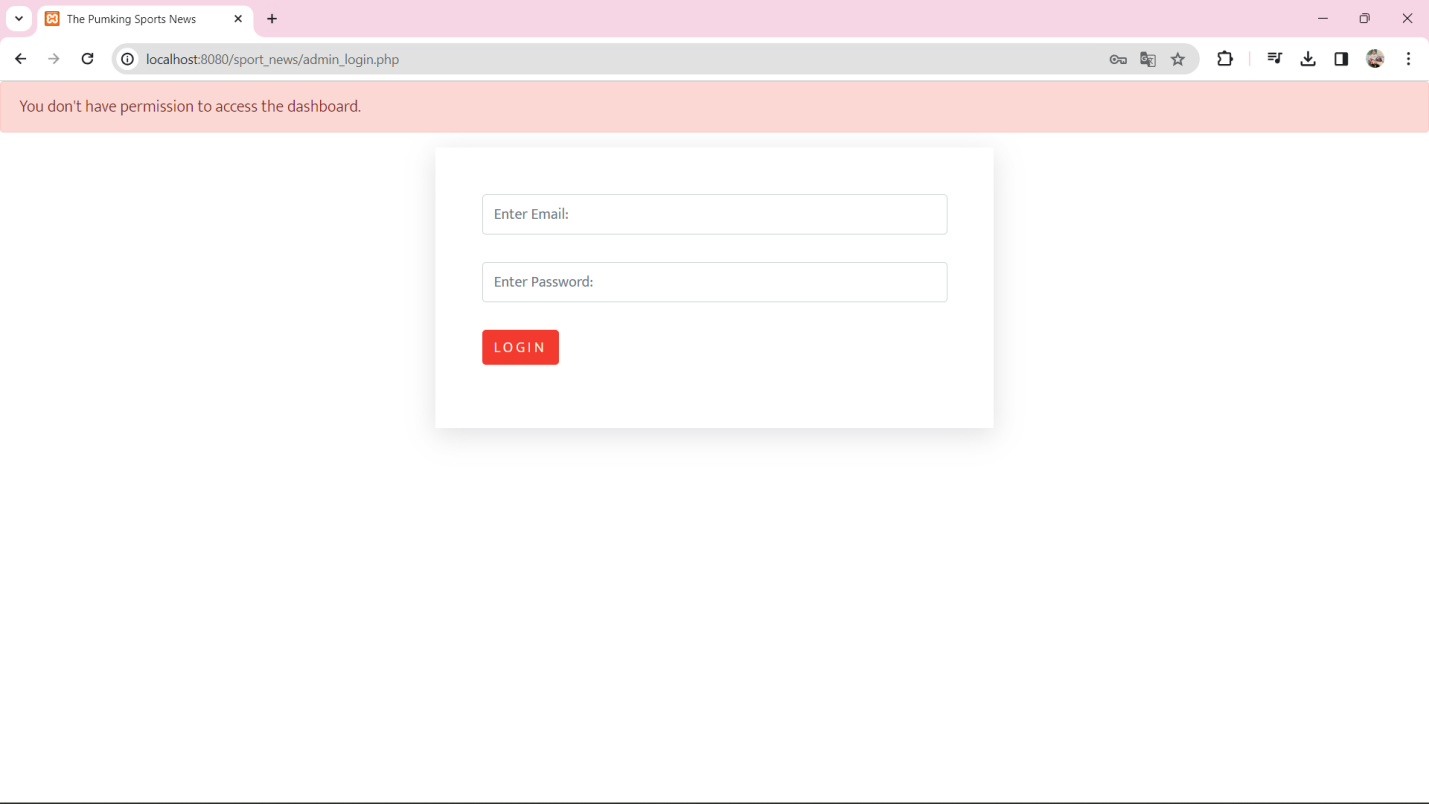 The Pumking Sports News
localhost:8080/sport_news/admin_login.php
You don't have permission to access the dashboard.
Enter Email:
Enter Password:
LOGIN